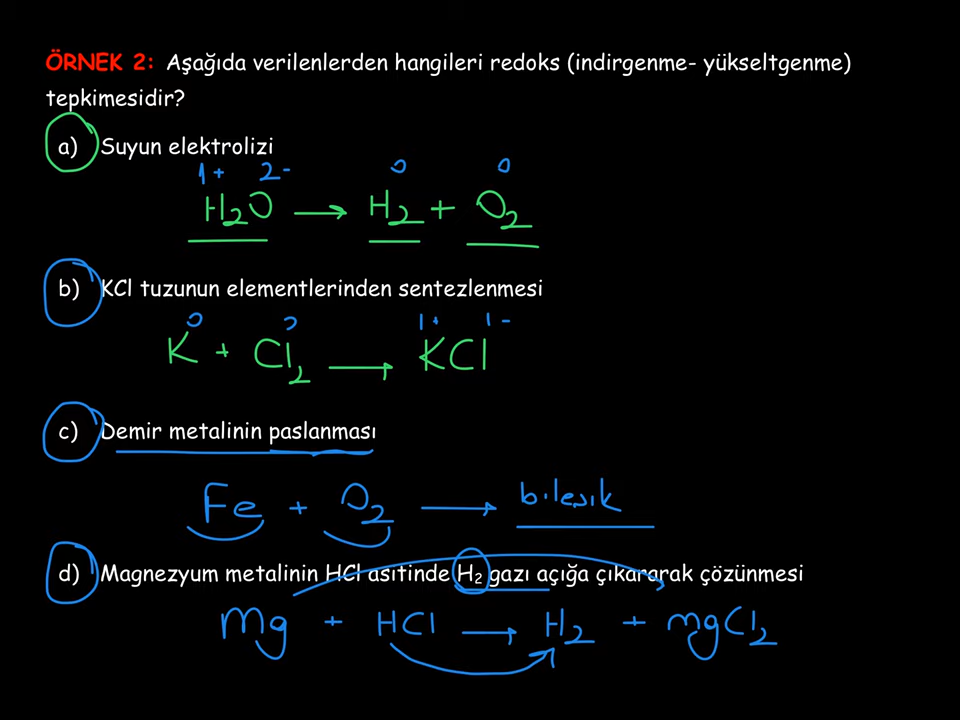 ÖRNEK 2: Aşağıda verilenlerden hangileri redoks (indirgenme- yükseltgenme)
tepkimesidir?
a) Suyun elektrolizi
1+ 2- 0 0
H2O → H2 + O2
b) KCl tuzunun elementlerinden sentezlenmesi
0 0 1+ 1-
K + Cl2 → KCl
c) Demir metalinin paslanması
Fe + O2 → bileşik
d) Magnezyum metalinin HCl asitinde H₂ gazı açığa çıkararak çözünmesi
Mg + HCl → H2 + MgCl2